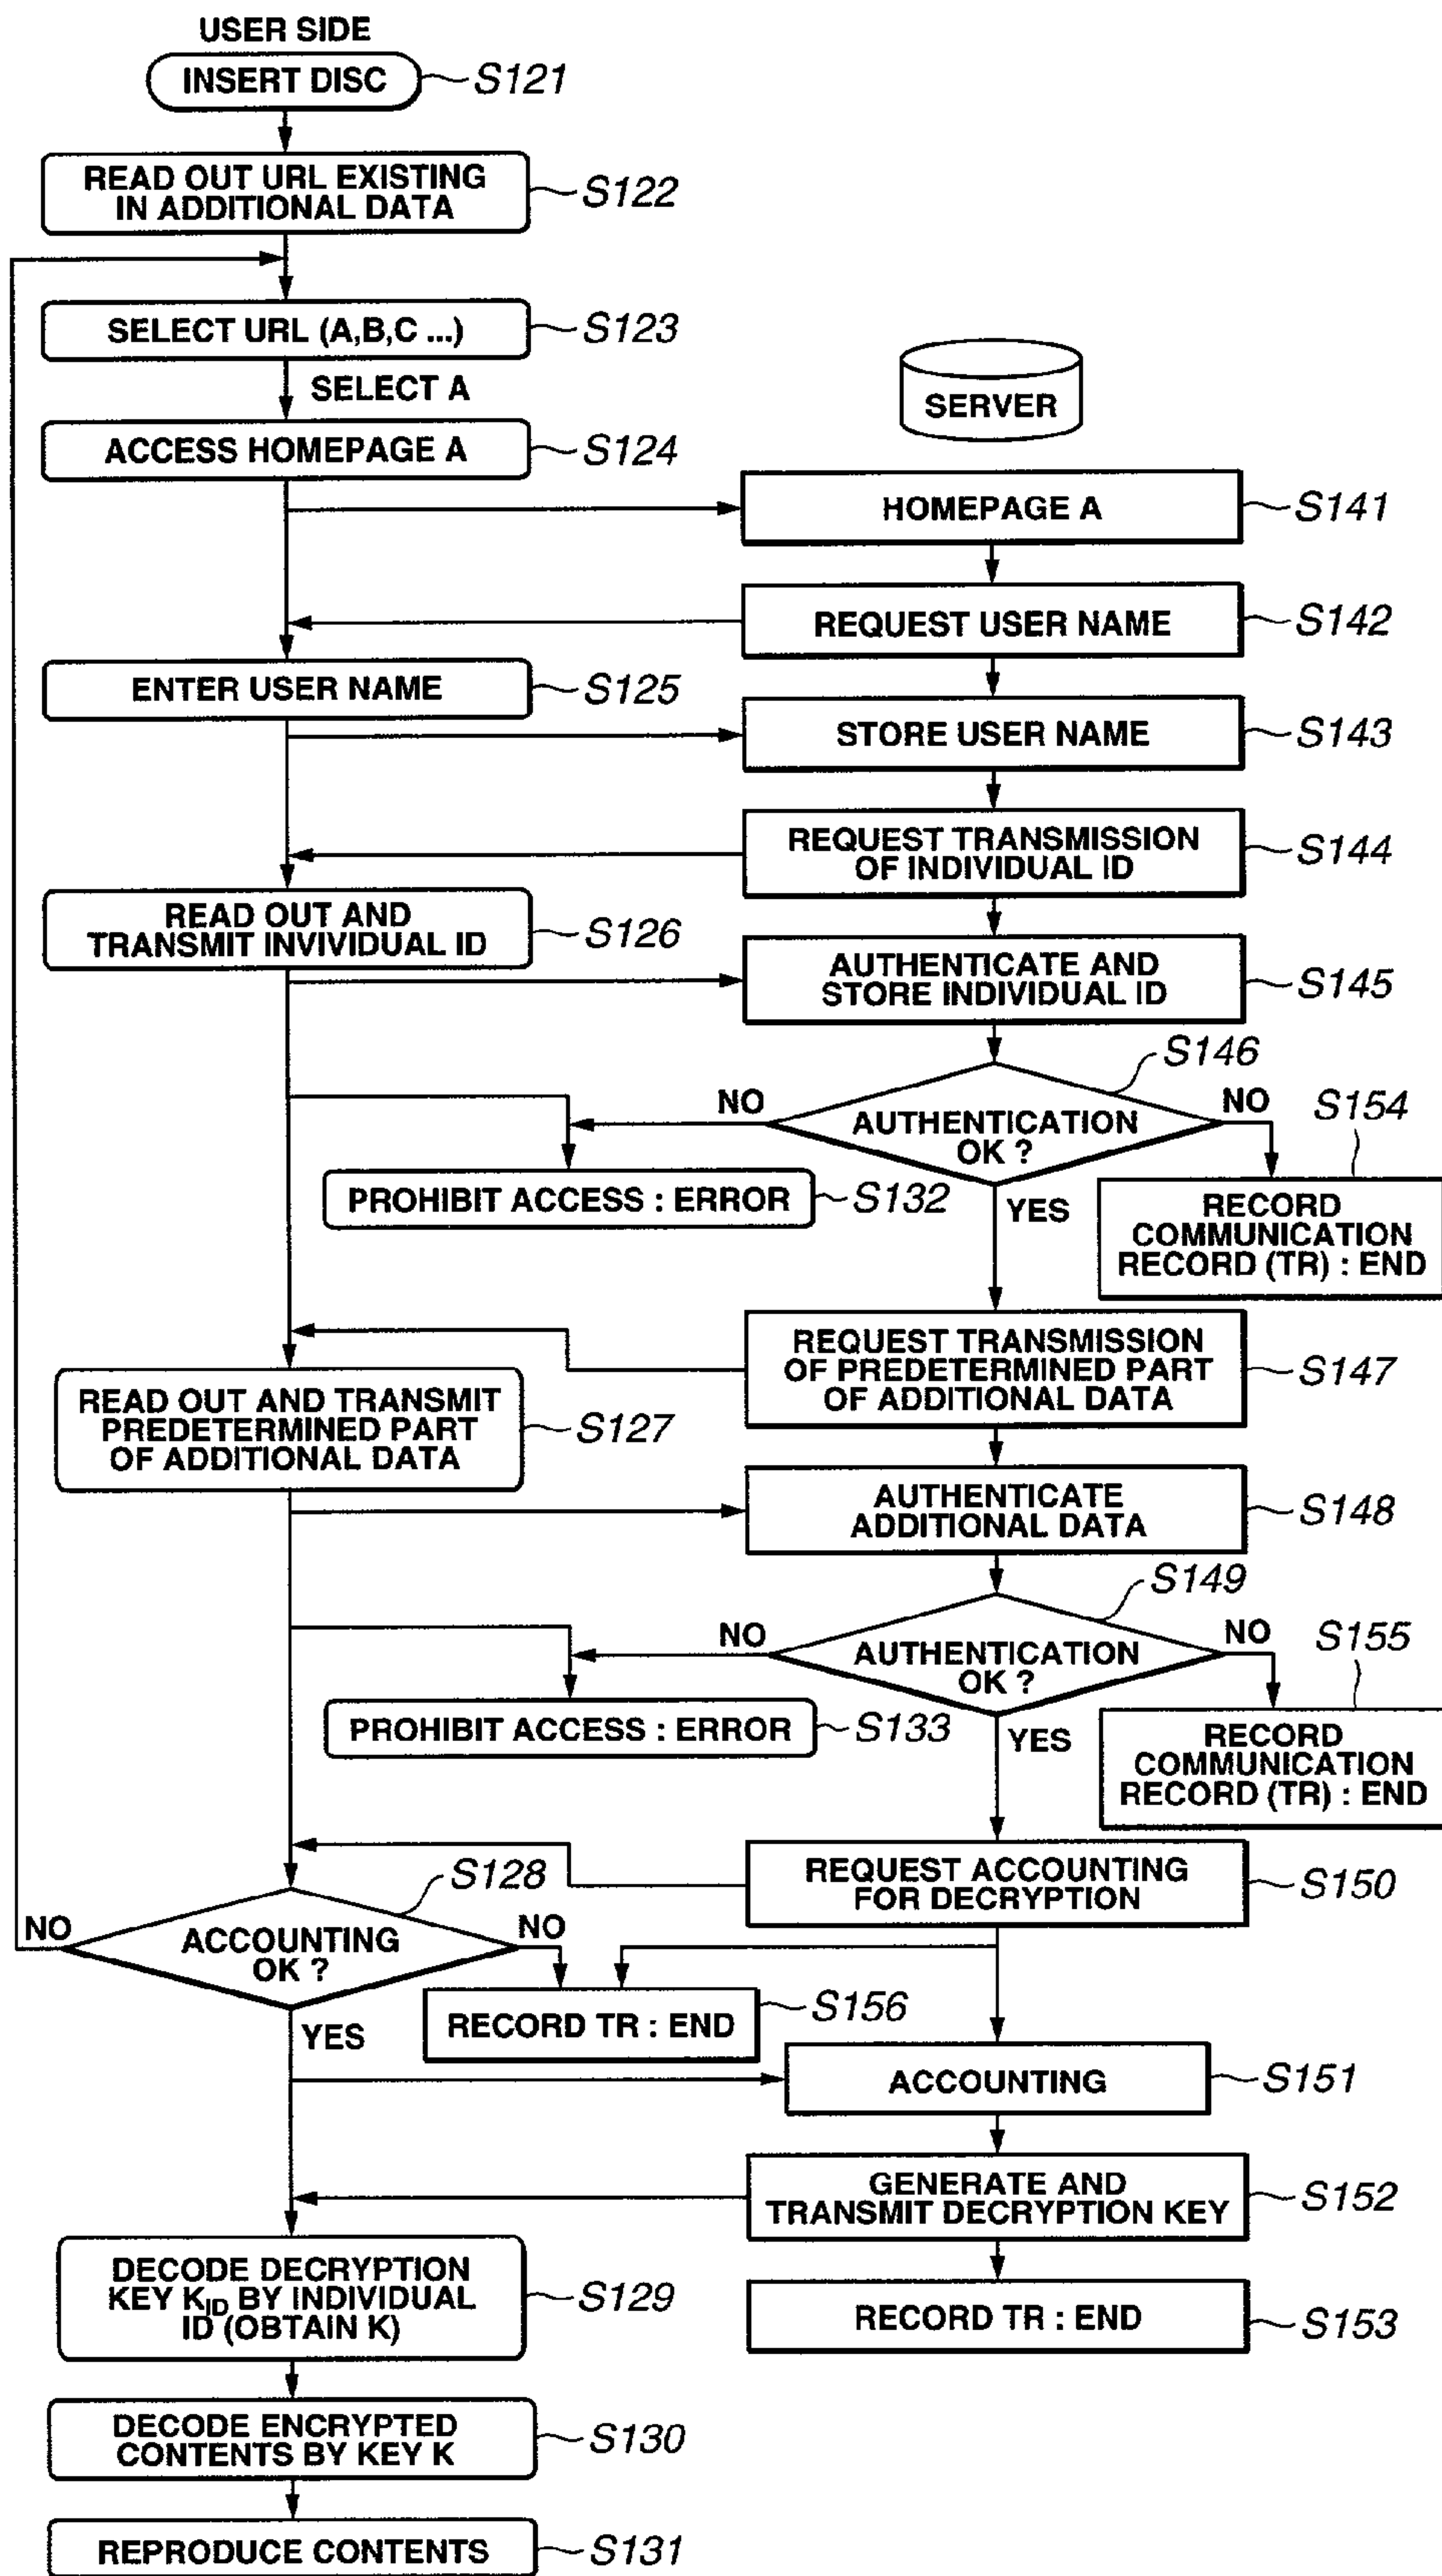 USER SIDE
INSERT DISC
S121
READ OUT URL EXISTING
IN ADDITIONAL DATA
S122
SELECT URL (A,B,C ...)
S123
SELECT A
SERVER
ACCESS HOMEPAGE A
S124
HOMEPAGE A
S141
REQUEST USER NAME
S142
ENTER USER NAME
S125
STORE USER NAME
S143
REQUEST TRANSMISSION
OF INDIVIDUAL ID
S144
READ OUT AND
TRANSMIT INVIVIDUAL ID
S126
AUTHENTICATE AND
STORE INDIVIDUAL ID
S145
S146
NO
AUTHENTICATION
OK ?
NO
S154
PROHIBIT ACCESS : ERROR
S132
YES
RECORD
COMMUNICATION
RECORD (TR) : END
REQUEST TRANSMISSION
OF PREDETERMINED PART
OF ADDITIONAL DATA
S147
READ OUT AND TRANSMIT
PREDETERMINED PART
OF ADDITIONAL DATA
S127
AUTHENTICATE
ADDITIONAL DATA
S148
S149
NO
AUTHENTICATION
OK ?
NO
S155
PROHIBIT ACCESS : ERROR
S133
YES
RECORD
COMMUNICATION
RECORD (TR) : END
REQUEST ACCOUNTING
FOR DECRYPTION
S150
S128
NO
ACCOUNTING
OK ?
NO
RECORD TR : END
S156
YES
ACCOUNTING
S151
GENERATE AND
TRANSMIT DECRYPTION KEY
S152
DECODE DECRYPTION
KEY KID BY INDIVIDUAL
ID (OBTAIN K)
S129
RECORD TR : END
S153
DECODE ENCRYPTED
CONTENTS BY KEY K
S130
REPRODUCE CONTENTS
S131